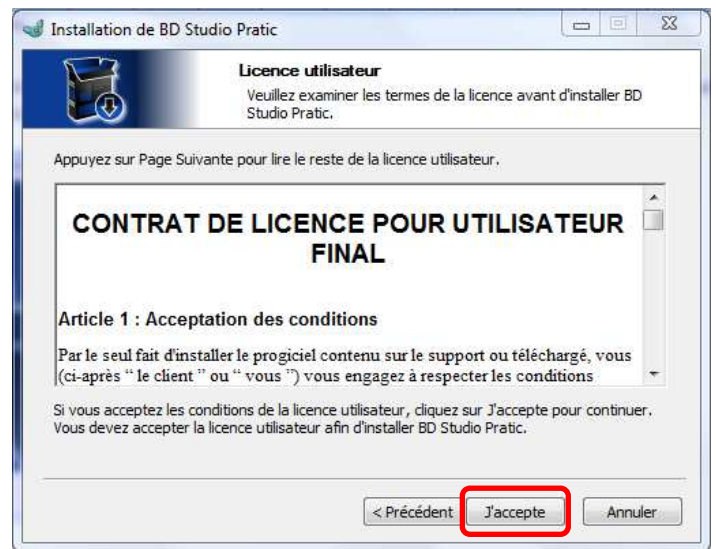 Installation de BD Studio Pratic
Licence utilisateur
Veuillez examiner les termes de la licence avant d'installer BD
Studio Pratic.
Appuyez sur Page Suivante pour lire le reste de la licence utilisateur.
CONTRAT DE LICENCE POUR UTILISATEUR
FINAL
Article 1 : Acceptation des conditions
Par le seul fait d'installer le progiciel contenu sur le support ou téléchargé, vous
(ci-après “ le client ” ou “ vous ”) vous engagez à respecter les conditions
Si vous acceptez les conditions de la licence utilisateur, cliquez sur J'accepte pour continuer.
Vous devez accepter la licence utilisateur afin d'installer BD Studio Pratic.
< Précédent J'accepte Annuler